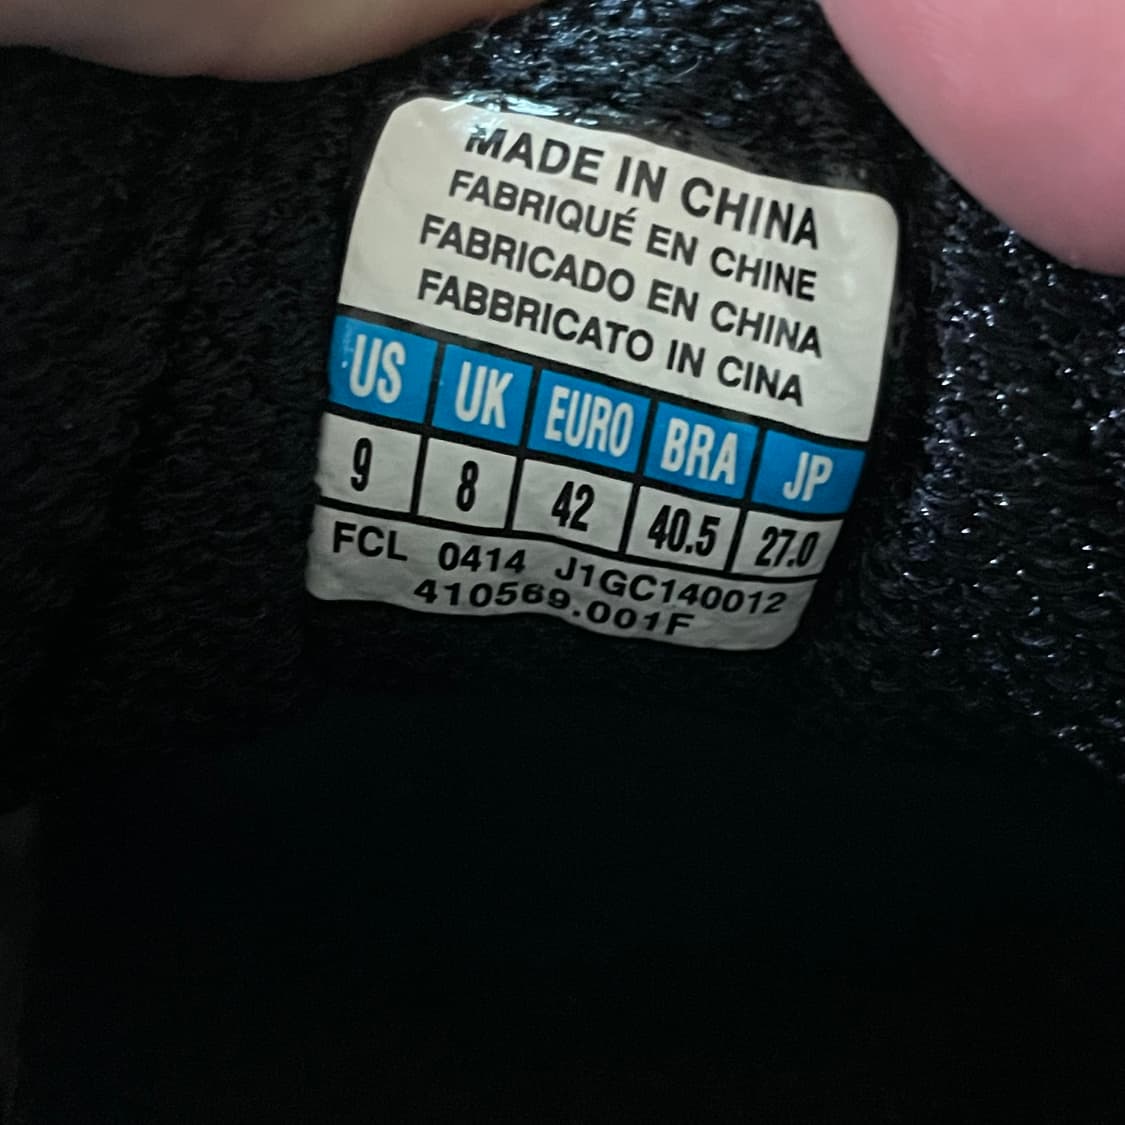 MADE IN CHINA
FABRIQUÉ EN CHINE
FABRICADO EN CHINA
FABBRICATO IN CINA
US UK EURO BRA JP
9 8 42 40.5 27.0
FCL 0414 J1GC140012
410569.001F